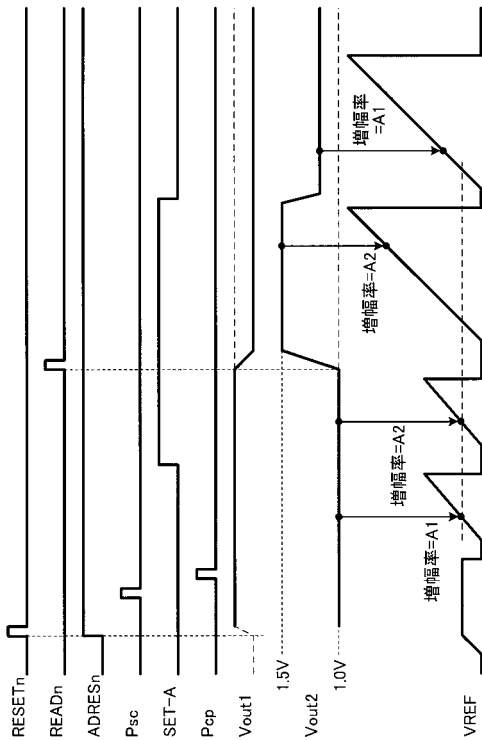 RESETn
READn
ADRESn
Psc
SET-A
Pcp
Vout1
1.5V
Vout2
1.0V
増幅率=A1
増幅率=A2
増幅率=A2
増幅率
=A1
VREF